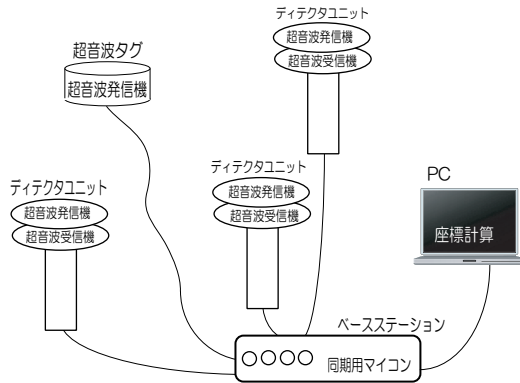 ディテクタユニット
超音波発信機
超音波受信機
超音波タグ
超音波発信機
ディテクタユニット
超音波発信機
超音波受信機
ディテクタユニット
超音波発信機
超音波受信機
PC
座標計算
ベースステーション
同期用マイコン